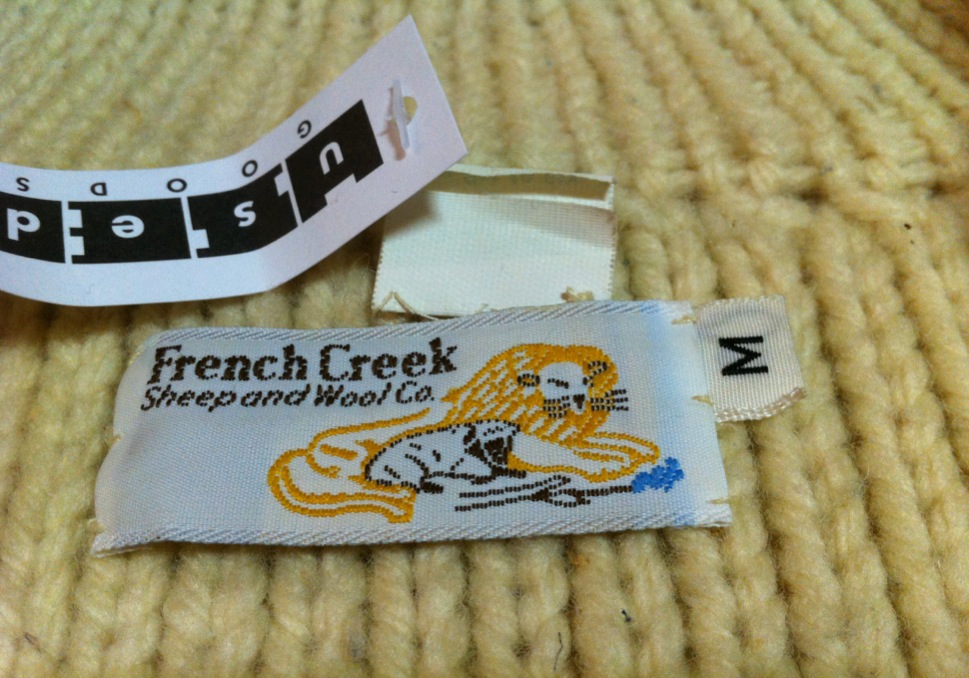 used
GOODS
French Creek
Sheep and Wool Co.
M